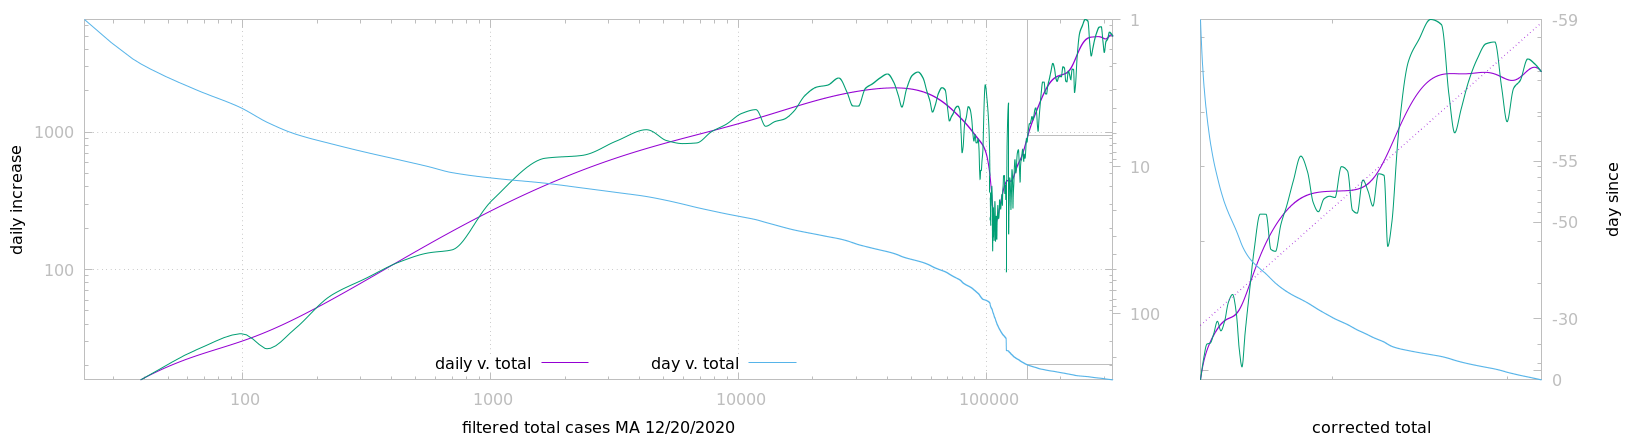 daily increase
1000
100
daily v. total
day v. total
100
1000
10000
100000
filtered total cases MA 12/20/2020
1
10
100
-59
-55
-50
-30
0
day since
corrected total